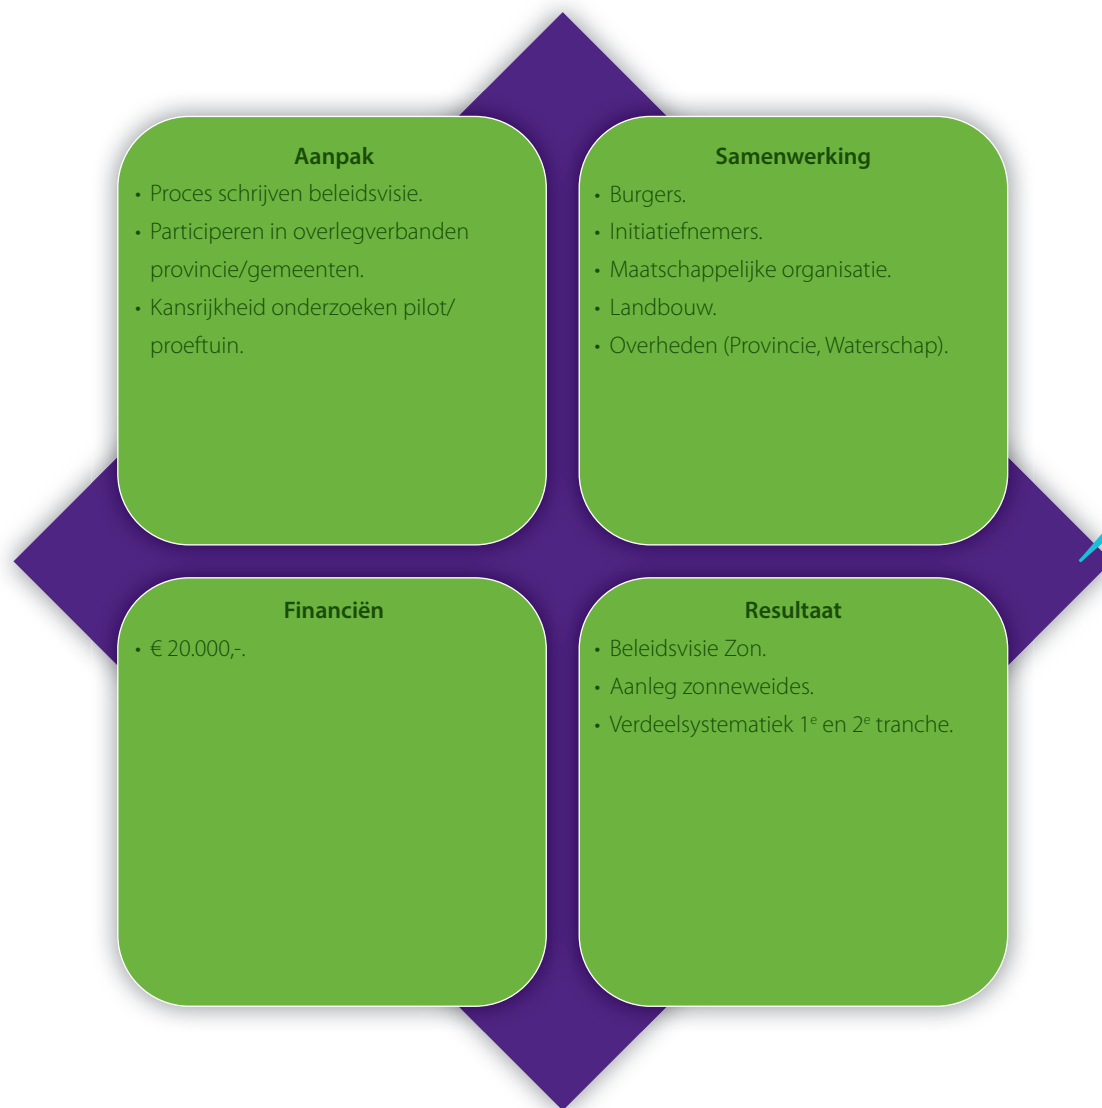 Aanpak
• Proces schrijven beleidsvisie.
• Participeren in overlegverbanden
provincie/gemeenten.
• Kansrijkheid onderzoeken pilot/
proeftuin.
Samenwerking
• Burgers.
• Initiatiefnemers.
• Maatschappelijke organisatie.
• Landbouw.
• Overheden (Provincie, Waterschap).
Financiën
• € 20.000,-.
Resultaat
• Beleidsvisie Zon.
• Aanleg zonneweides.
• Verdeelsystematiek 1e en 2e tranche.